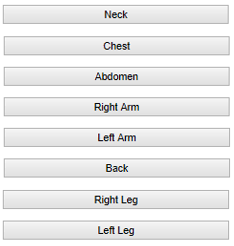 Neck
Chest
Abdomen
Right Arm
Left Arm
Back
Right Leg
Left Leg